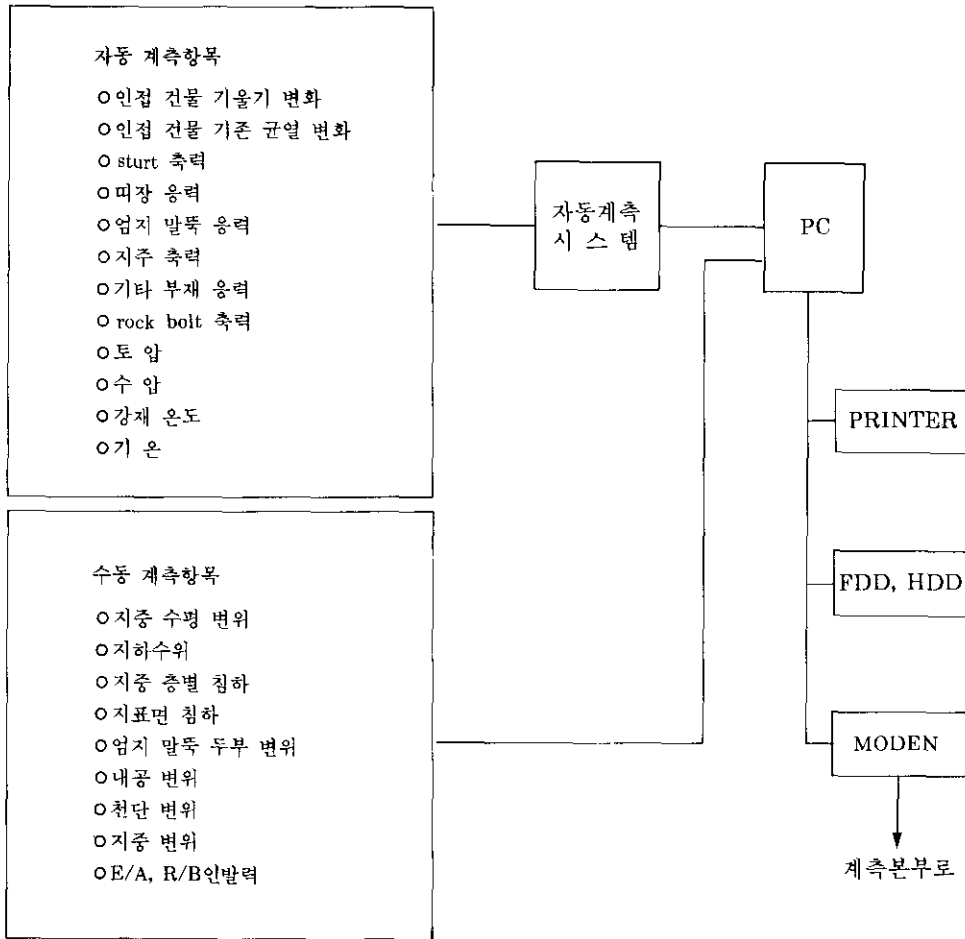 자동 계측항목
○인접 건물 기울기 변화
○인접 건물 기존 균열 변화
○sturt 축력
○띠장 응력
○엄지 말뚝 응력
○지주 축력
○기타 부재 응력
○rock bolt 축력
○토 압
○수 압
○강재 온도
○기 온
자동계측
시 스 템
PC
PRINTER
FDD, HDD
MODEN
계측본부로
수동 계측항목
○지중 수평 변위
○지하수위
○지중 층별 침하
○지표면 침하
○엄지 말뚝 두부 변위
○내공 변위
○천단 변위
○지중 변위
○E/A, R/B인발력